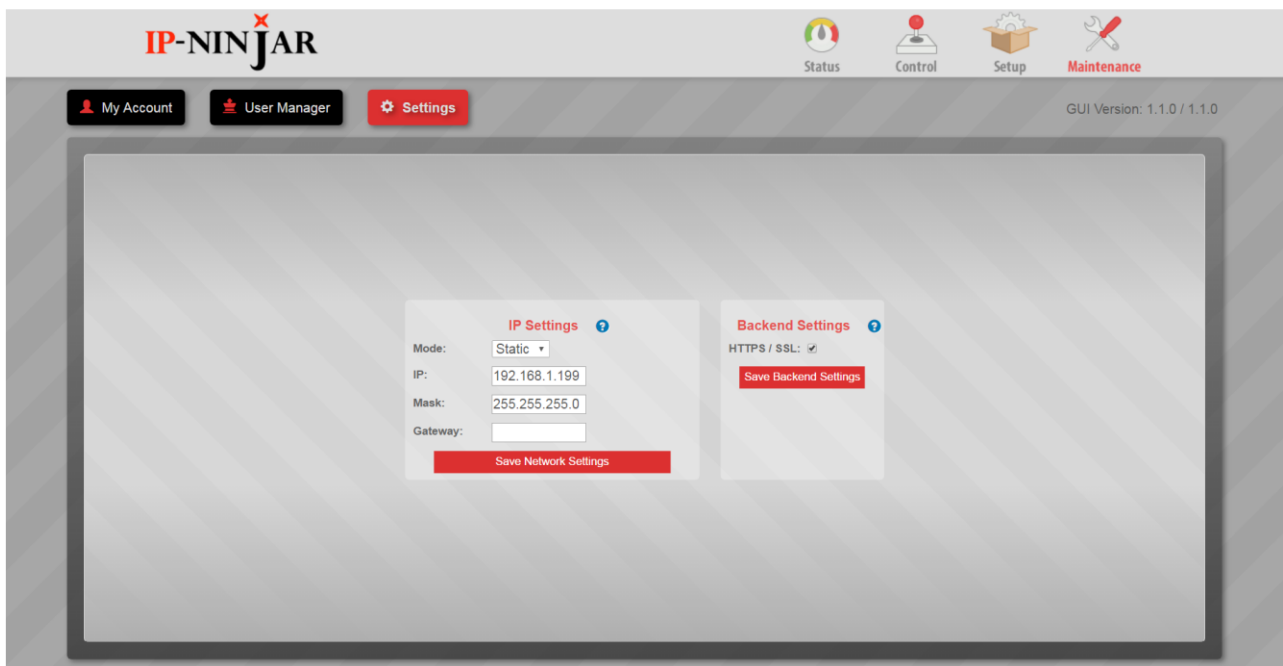 IP-NINJAR
Status
Control
Setup
Maintenance
My Account
User Manager
Settings
GUI Version: 1.1.0 / 1.1.0
IP Settings
Mode: Static
IP: 192.168.1.199
Mask: 255.255.255.0
Gateway:
Save Network Settings
Backend Settings
HTTPS / SSL:
Save Backend Settings